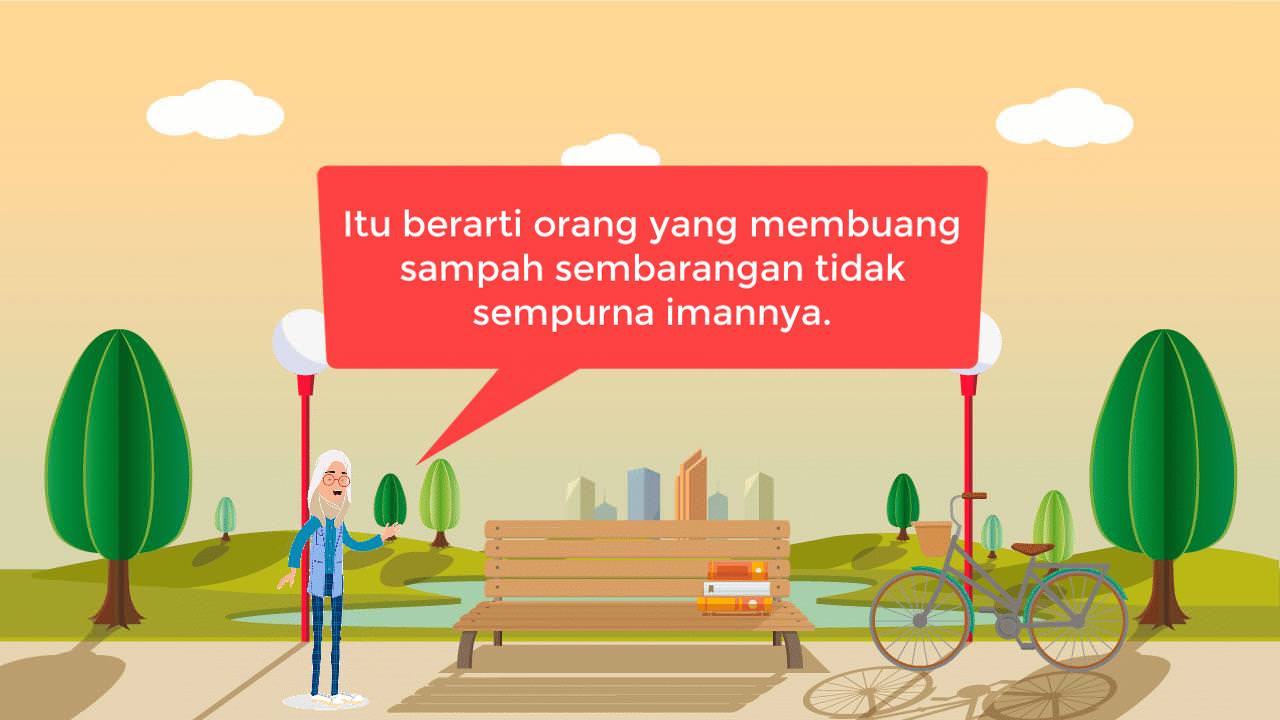 Itu berarti orang yang membuang
sampah sembarangan tidak
sempurna imannya.